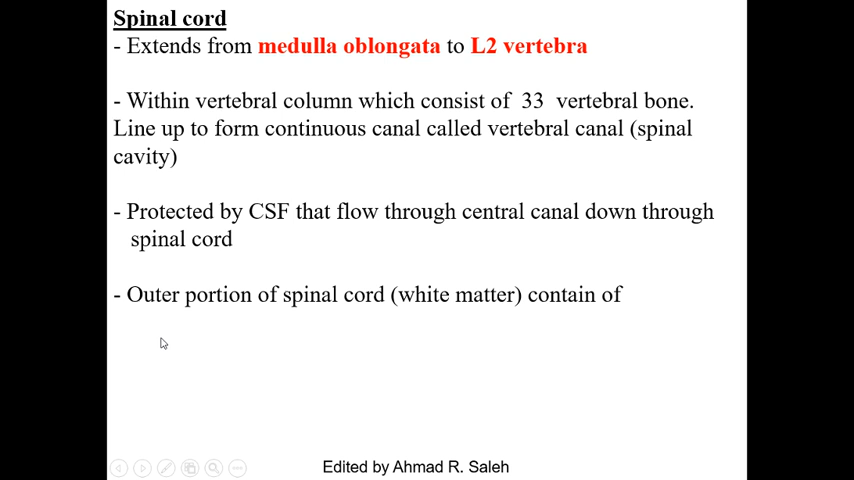 Spinal cord
- Extends from medulla oblongata to L2 vertebra
- Within vertebral column which consist of 33 vertebral bone.
Line up to form continuous canal called vertebral canal (spinal
cavity)
- Protected by CSF that flow through central canal down through
spinal cord
- Outer portion of spinal cord (white matter) contain of
Edited by Ahmad R. Saleh